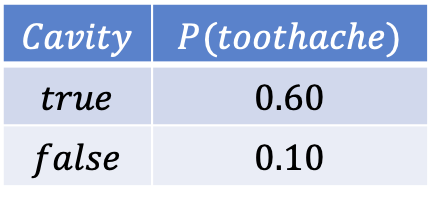 Cavity P(toothache)
true 0.60
false 0.10